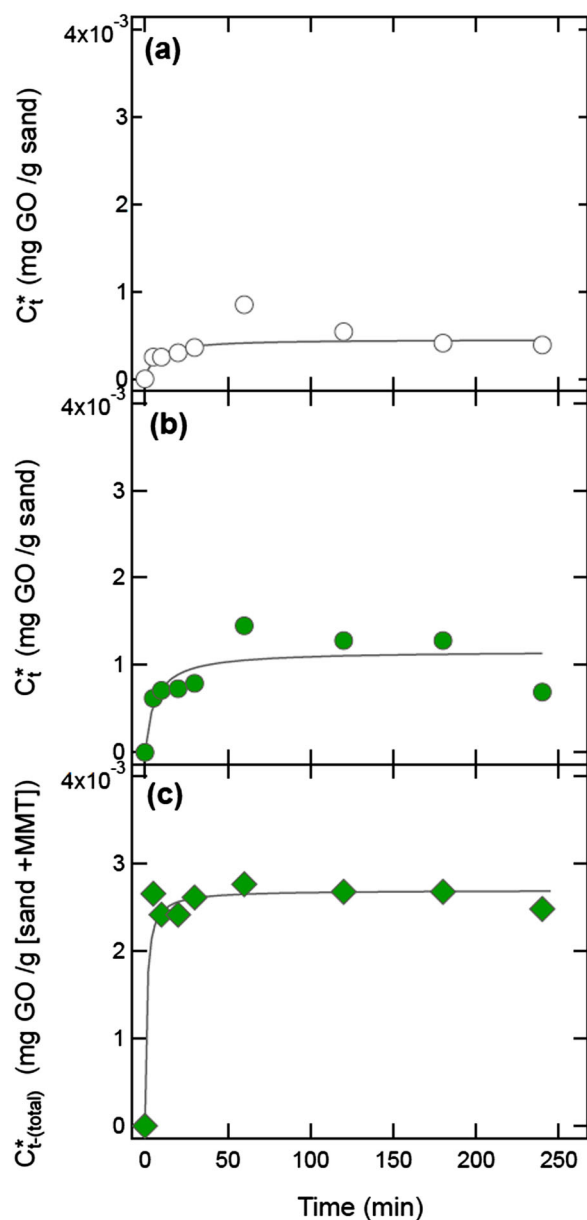 (a)
4x10-3
3
2
1
0
C*t (mg GO /g sand)
(b)
4x10-3
3
2
1
0
C*t (mg GO /g sand)
(c)
4x10-3
3
2
1
0
C*t-(total) (mg GO /g [sand +MMT])
0 50 100 150 200 250
Time (min)